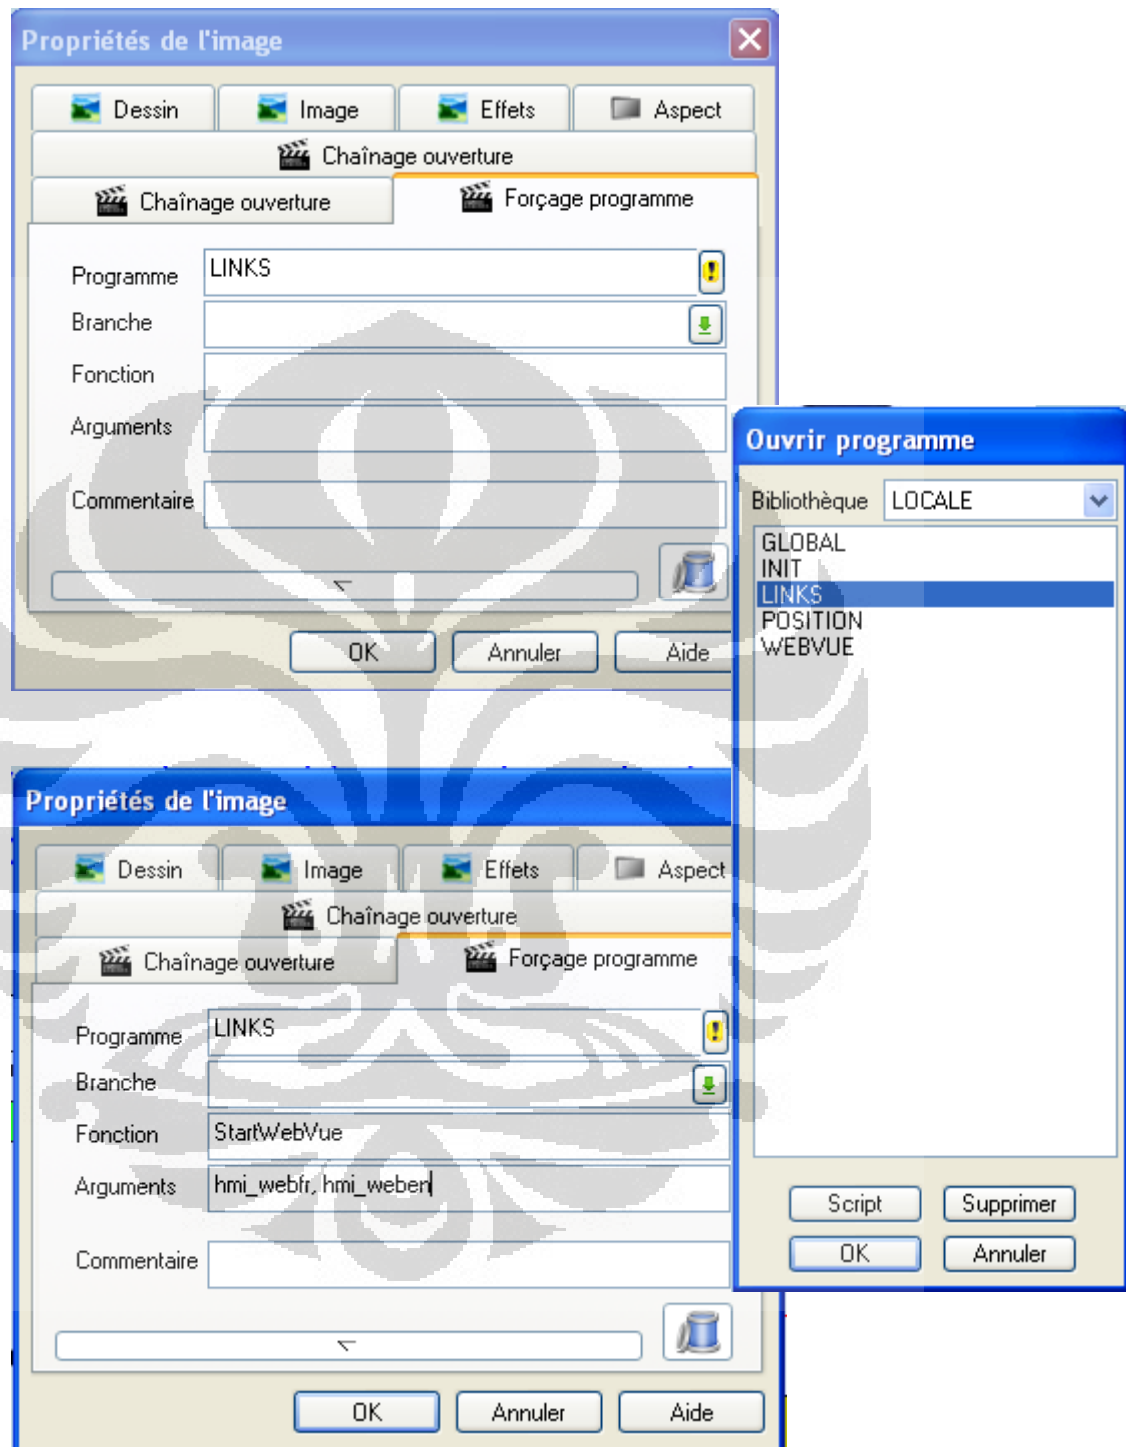 Propriétés de l'image
Dessin Image Effets Aspect
Chaînage ouverture
Chaînage ouverture Forçage programme
Programme LINKS
Branche
Fonction
Arguments
Commentaire
OK Annuler Aide
Ouvrir programme
Bibliothèque LOCALE
GLOBAL
INIT
LINKS
POSITION
WEBVUE
Script Supprimer
OK Annuler
Propriétés de l'image
Dessin Image Effets Aspect
Chaînage ouverture
Chaînage ouverture Forçage programme
Programme LINKS
Branche
Fonction StartWebVue
Arguments hmi_webfr, hmi_weben
Commentaire
OK Annuler Aide